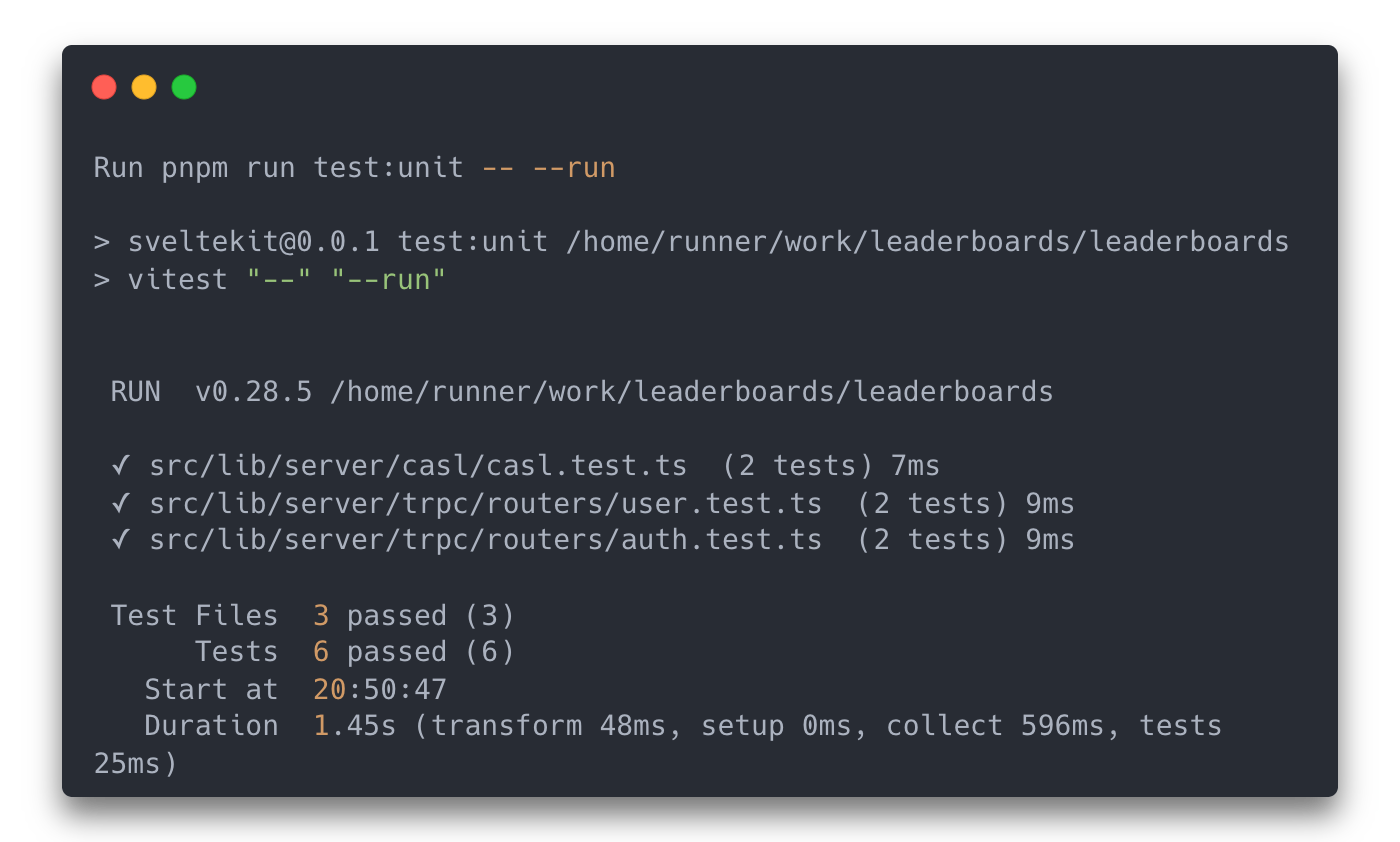 Run pnpm run test:unit -- --run
> sveltekit@0.0.1 test:unit /home/runner/work/leaderboards/leaderboards
> vitest "--" "--run"
RUN  v0.28.5 /home/runner/work/leaderboards/leaderboards
✓ src/lib/server/casl/casl.test.ts  (2 tests) 7ms
✓ src/lib/server/trpc/routers/user.test.ts  (2 tests) 9ms
✓ src/lib/server/trpc/routers/auth.test.ts  (2 tests) 9ms
Test Files  3 passed (3)
Tests  6 passed (6)
Start at  20:50:47
Duration  1.45s (transform 48ms, setup 0ms, collect 596ms, tests
25ms)